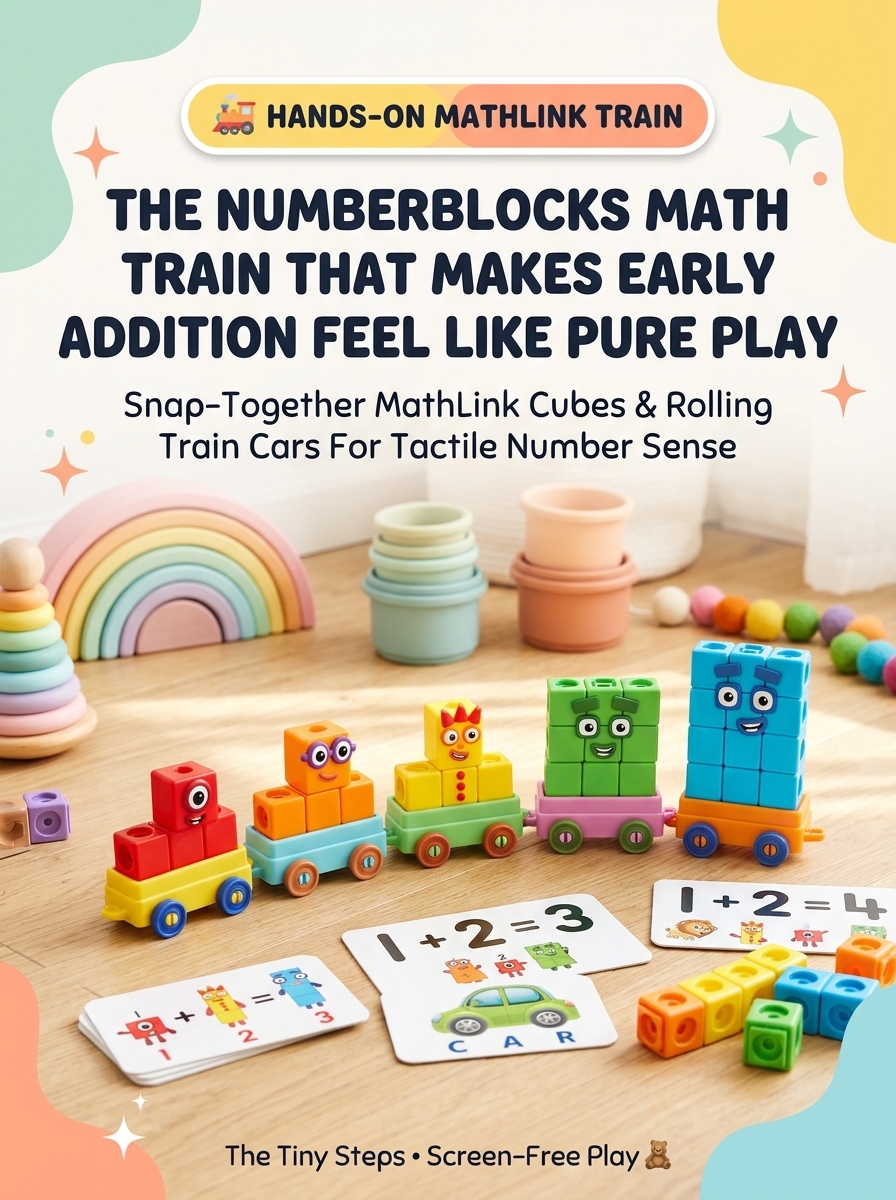 HANDS-ON MATHLINK TRAIN
THE NUMBERBLOCKS MATH
TRAIN THAT MAKES EARLY
ADDITION FEEL LIKE PURE PLAY
Snap-Together MathLink Cubes & Rolling
Train Cars For Tactile Number Sense
1 + 2 = 3
2
1 + 2 = 4
+ =
1 2 3
C A R
The Tiny Steps • Screen-Free Play